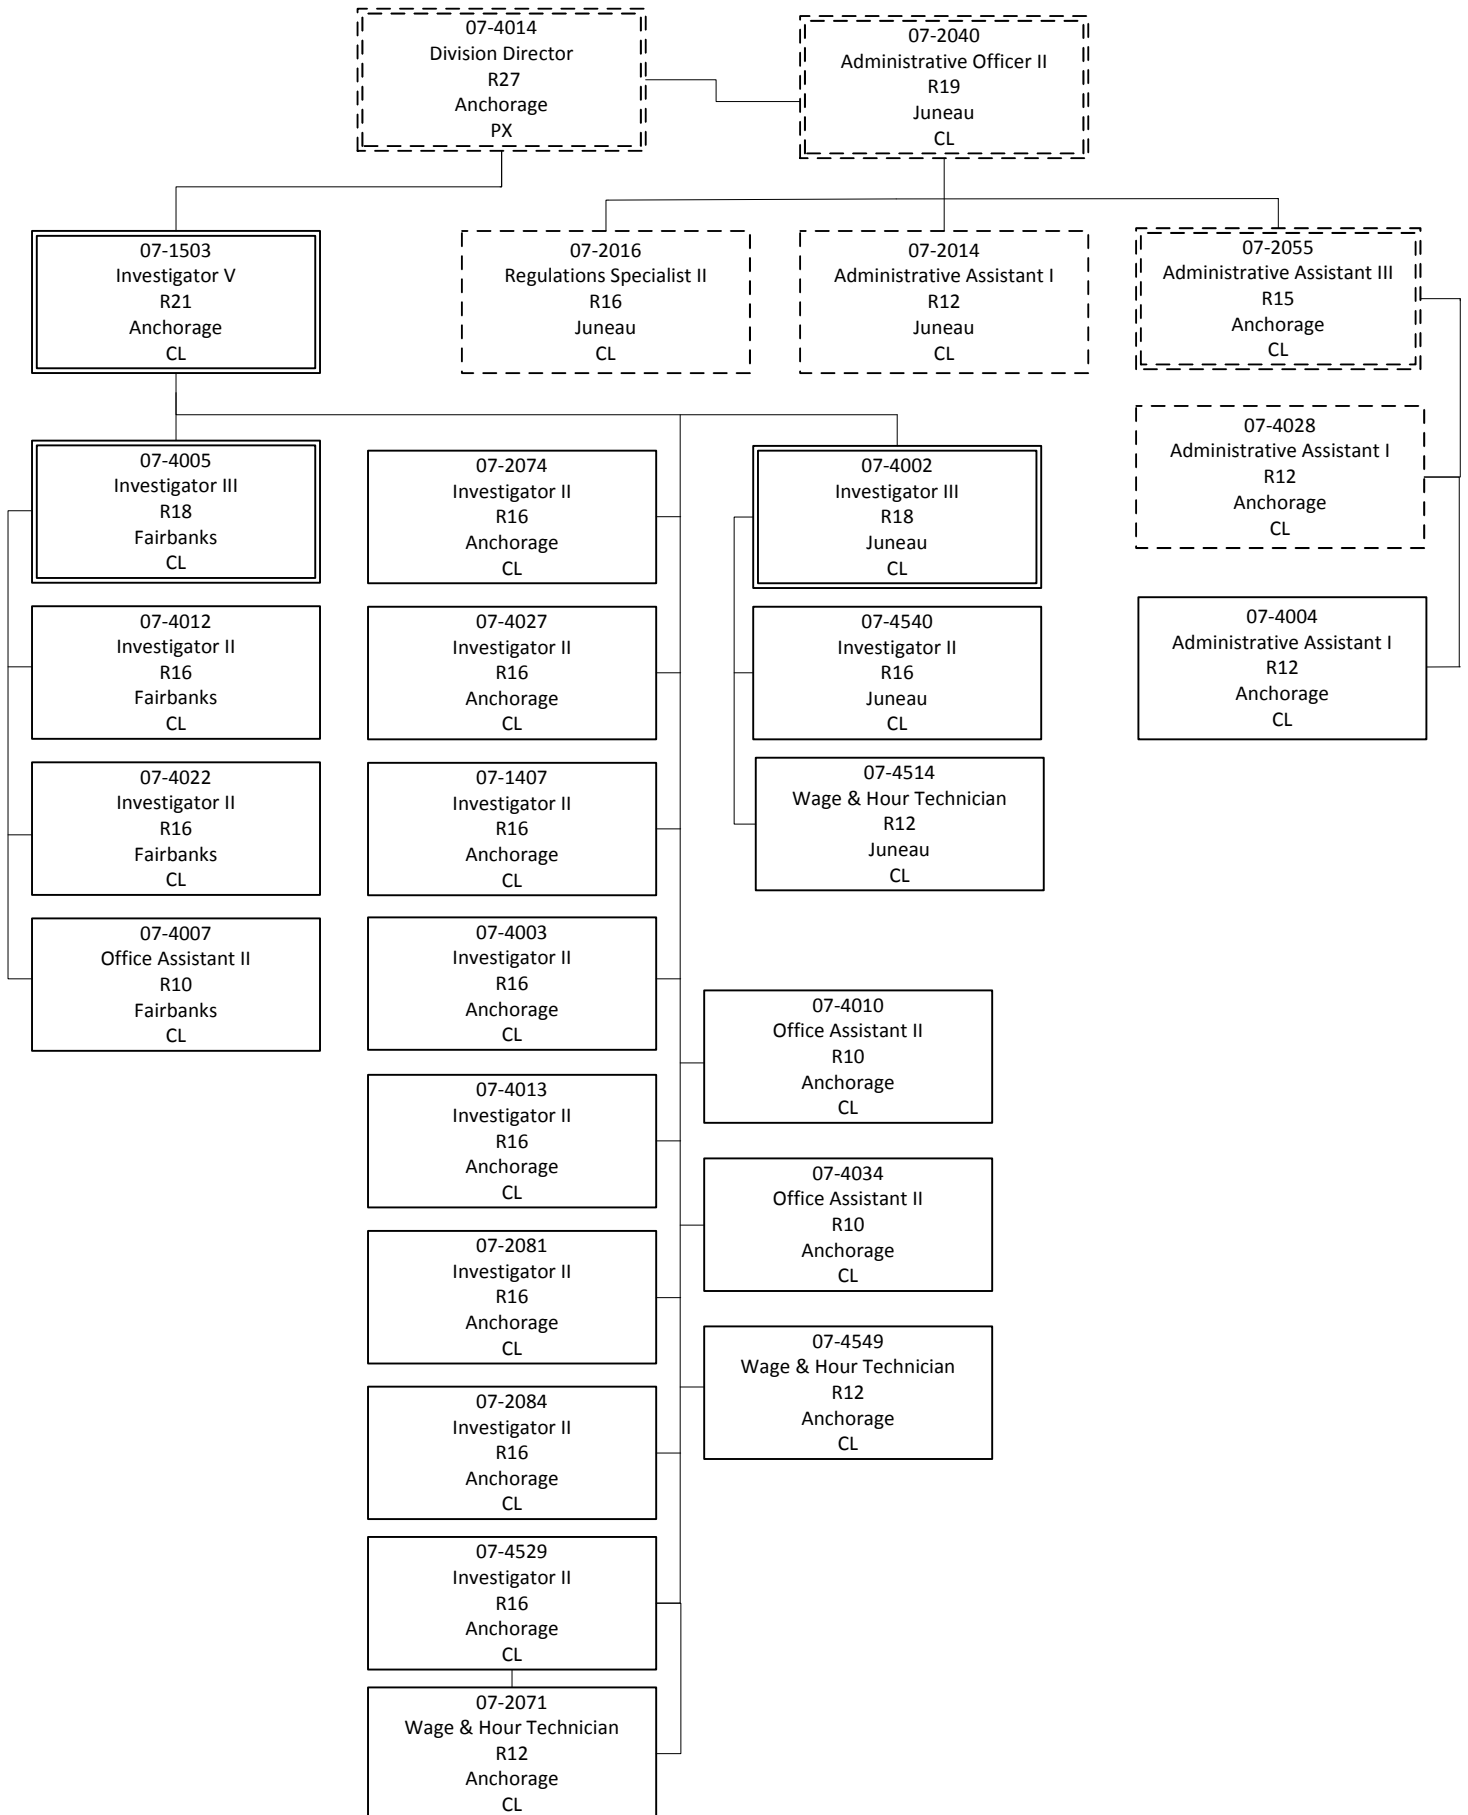 07-4014
Division Director
R27
Anchorage
PX
07-2040
Administrative Officer II
R19
Juneau
CL
07-1503
Investigator V
R21
Anchorage
CL
07-2016
Regulations Specialist II
R16
Juneau
CL
07-2014
Administrative Assistant I
R12
Juneau
CL
07-2055
Administrative Assistant III
R15
Anchorage
CL
07-4028
Administrative Assistant I
R12
Anchorage
CL
07-4004
Administrative Assistant I
R12
Anchorage
CL
07-4005
Investigator III
R18
Fairbanks
CL
07-4012
Investigator II
R16
Fairbanks
CL
07-4022
Investigator II
R16
Fairbanks
CL
07-4007
Office Assistant II
R10
Fairbanks
CL
07-2074
Investigator II
R16
Anchorage
CL
07-4027
Investigator II
R16
Anchorage
CL
07-1407
Investigator II
R16
Anchorage
CL
07-4003
Investigator II
R16
Anchorage
CL
07-4013
Investigator II
R16
Anchorage
CL
07-2081
Investigator II
R16
Anchorage
CL
07-2084
Investigator II
R16
Anchorage
CL
07-4529
Investigator II
R16
Anchorage
CL
07-2071
Wage & Hour Technician
R12
Anchorage
CL
07-4002
Investigator III
R18
Juneau
CL
07-4540
Investigator II
R16
Juneau
CL
07-4514
Wage & Hour Technician
R12
Juneau
CL
07-4010
Office Assistant II
R10
Anchorage
CL
07-4034
Office Assistant II
R10
Anchorage
CL
07-4549
Wage & Hour Technician
R12
Anchorage
CL